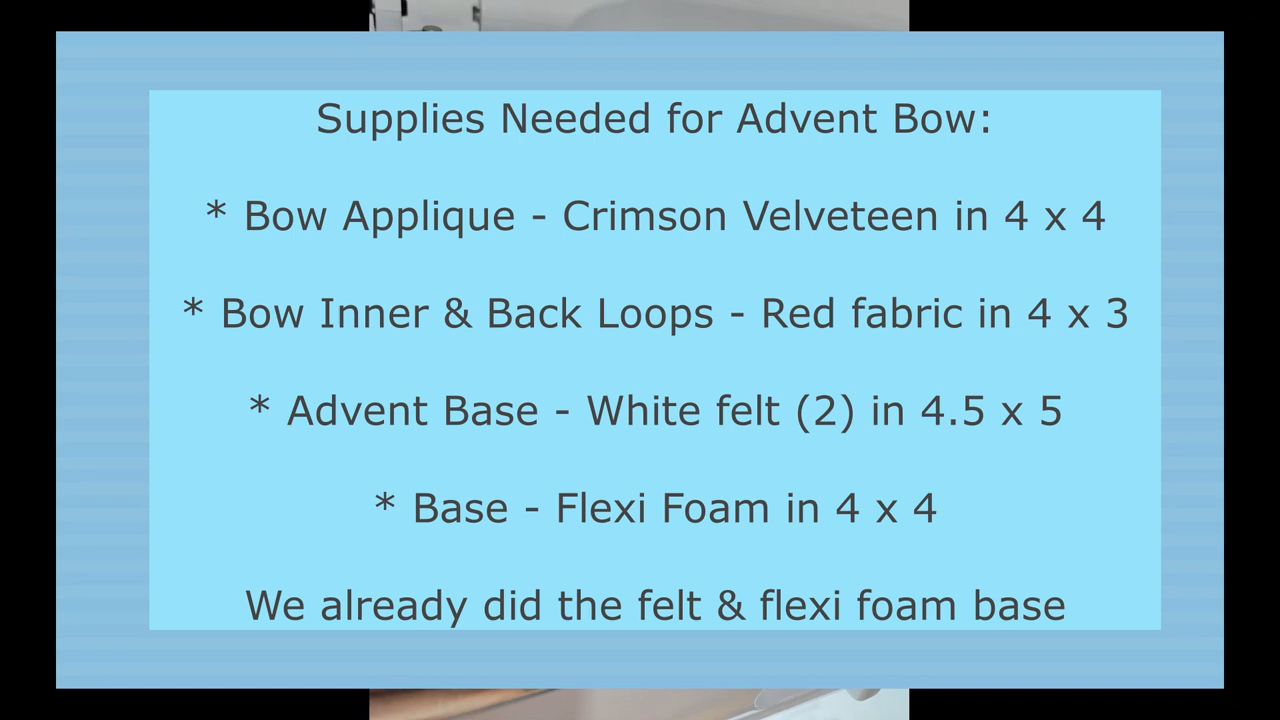 Supplies Needed for Advent Bow:
* Bow Applique - Crimson Velveteen in 4 x 4
* Bow Inner & Back Loops - Red fabric in 4 x 3
* Advent Base - White felt (2) in 4.5 x 5
* Base - Flexi Foam in 4 x 4
We already did the felt & flexi foam base